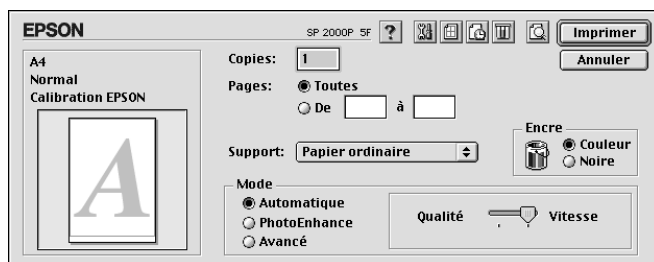 EPSON
SP 2000P 5F
?
Imprimer
Annuler
A4
Normal
Calibration EPSON
A
Copies: 1
Pages: Toutes
De à
Support: Papier ordinaire
Encre
Couleur
Noire
Mode
Automatique
PhotoEnhance
Avancé
Qualité Vitesse